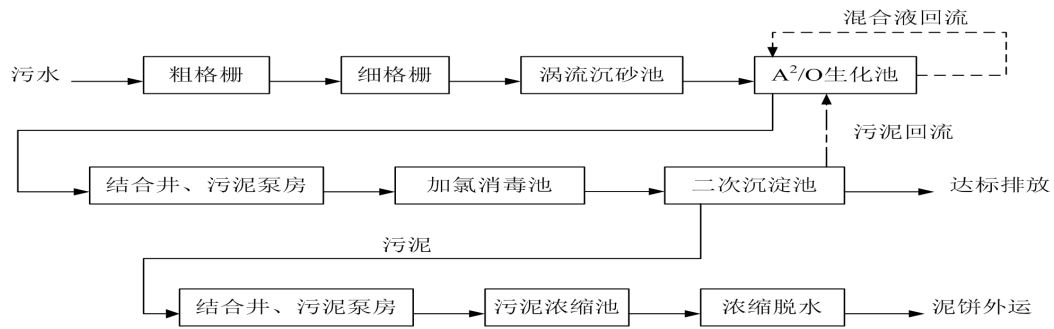 混合液回流
污水
粗格栅
细格栅
涡流沉砂池
A²/O生化池
污泥回流
结合井、污泥泵房
加氯消毒池
二次沉淀池
达标排放
污泥
结合井、污泥泵房
污泥浓缩池
浓缩脱水
泥饼外运